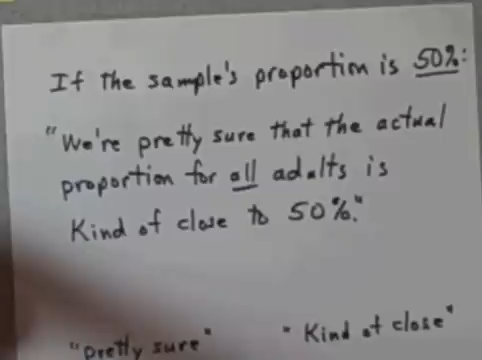 If the sample's proportion is 50%:
"We're pretty sure that the actual
proportion for all adults is
Kind of close to 50%."
"pretty sure" "Kind of close"